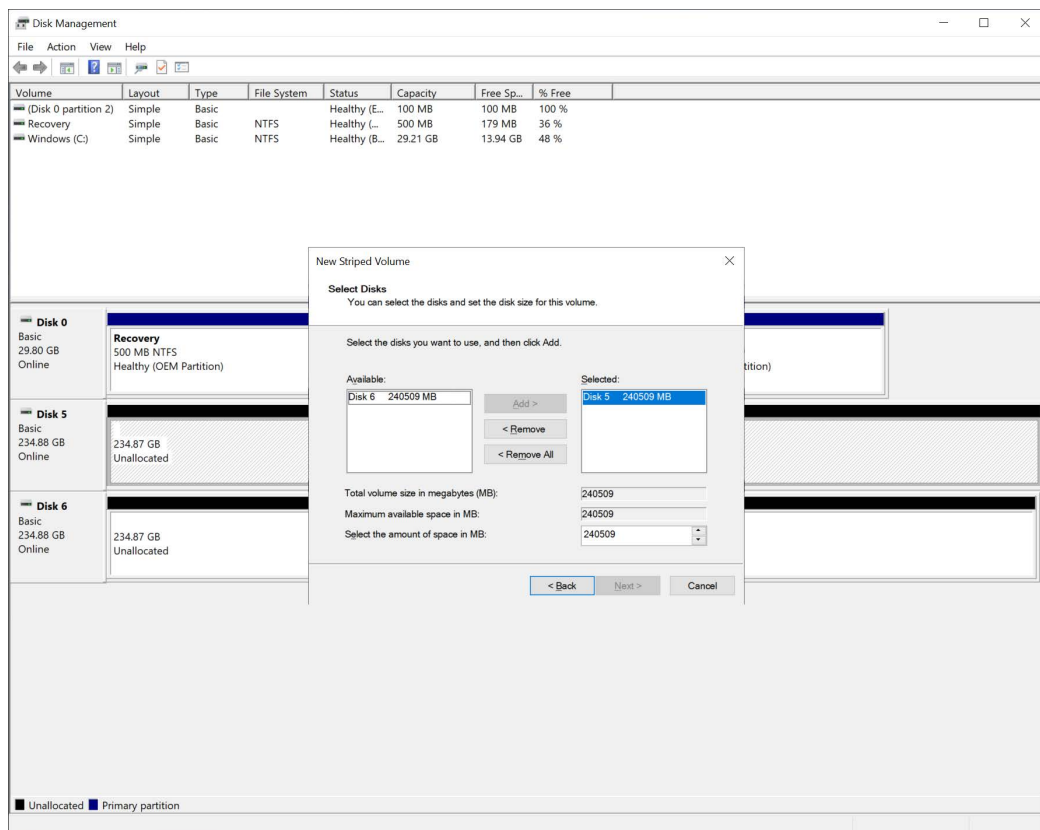 Disk Management
File Action View Help
Volume Layout Type File System Status Capacity Free Sp... % Free
(Disk 0 partition 2) Simple Basic Healthy (E... 100 MB 100 MB 100 %
Recovery Simple Basic NTFS Healthy (... 500 MB 179 MB 36 %
Windows (C:) Simple Basic NTFS Healthy (B... 29.21 GB 13.94 GB 48 %
New Striped Volume
Select Disks
You can select the disks and set the disk size for this volume.
Select the disks you want to use, and then click Add.
Available: Selected:
Disk 6 240509 MB Disk 5 240509 MB
Add >
< Remove
< Remove All
Total volume size in megabytes (MB): 240509
Maximum available space in MB: 240509
Select the amount of space in MB: 240509
< Back Next > Cancel
Disk 0
Basic
29.80 GB
Online
Recovery
500 MB NTFS
Healthy (OEM Partition)
tition)
Disk 5
Basic
234.88 GB
Online
234.87 GB
Unallocated
Disk 6
Basic
234.88 GB
Online
234.87 GB
Unallocated
Unallocated Primary partition